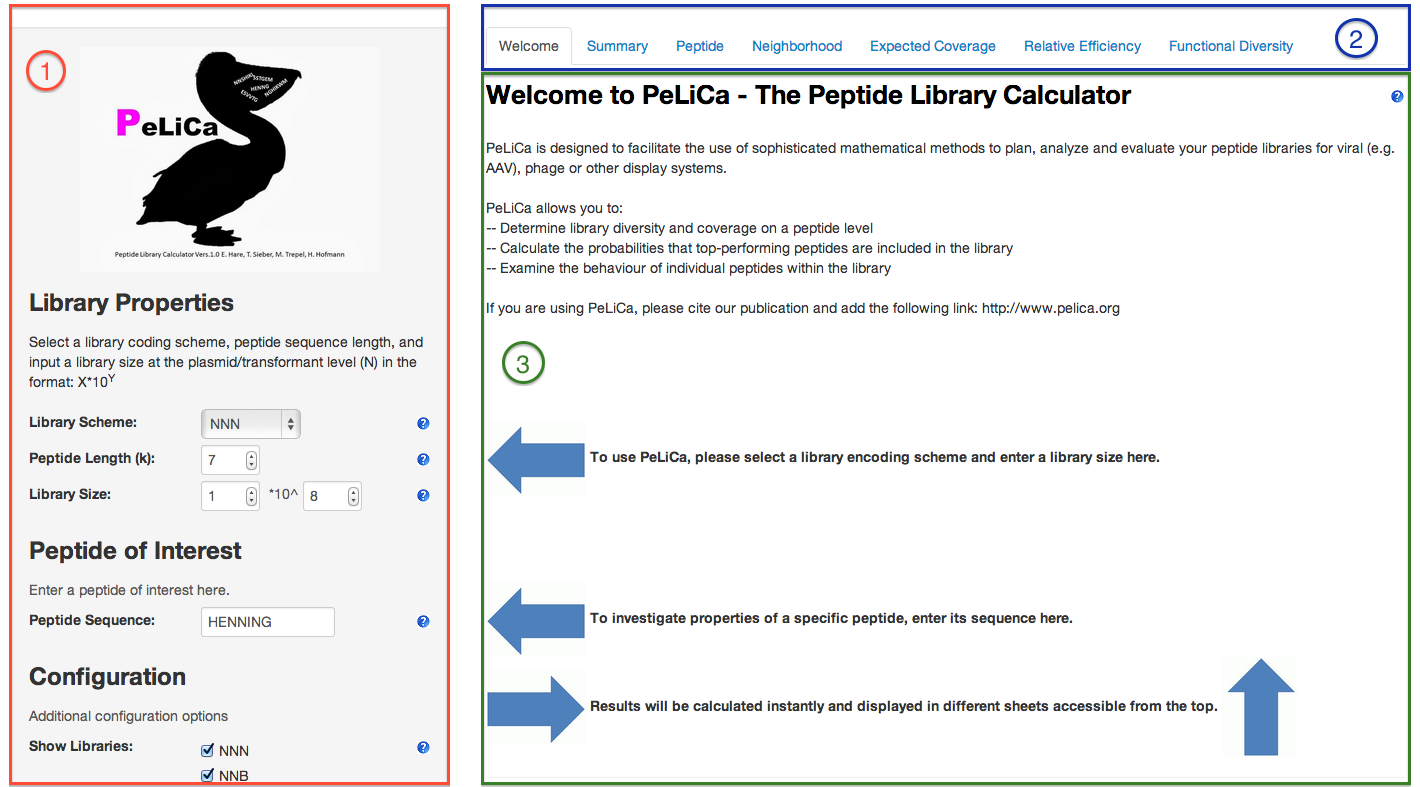 1
NNSHIKI
SSTGEM
HENNG
ESVVTG
PeLiCa
Peptide Library Calculator Vers.1.0 E. Hare, T. Sieber, M. Trepel, H. Hofmann
Library Properties
Select a library coding scheme, peptide sequence length, and
input a library size at the plasmid/transformant level (N) in the
format: X*10^Y
Library Scheme: NNN ?
Peptide Length (k): 7 ?
Library Size: 1 *10^ 8 ?
Peptide of Interest
Enter a peptide of interest here.
Peptide Sequence: HENNING ?
Configuration
Additional configuration options
Show Libraries: NNN ?
NNB
Welcome Summary Peptide Neighborhood Expected Coverage Relative Efficiency Functional Diversity 2
Welcome to PeLiCa - The Peptide Library Calculator ?
PeLiCa is designed to facilitate the use of sophisticated mathematical methods to plan, analyze and evaluate your peptide libraries for viral (e.g.
AAV), phage or other display systems.
PeLiCa allows you to:
-- Determine library diversity and coverage on a peptide level
-- Calculate the probabilities that top-performing peptides are included in the library
-- Examine the behaviour of individual peptides within the library
If you are using PeLiCa, please cite our publication and add the following link: http://www.pelica.org
3
To use PeLiCa, please select a library encoding scheme and enter a library size here.
To investigate properties of a specific peptide, enter its sequence here.
Results will be calculated instantly and displayed in different sheets accessible from the top.